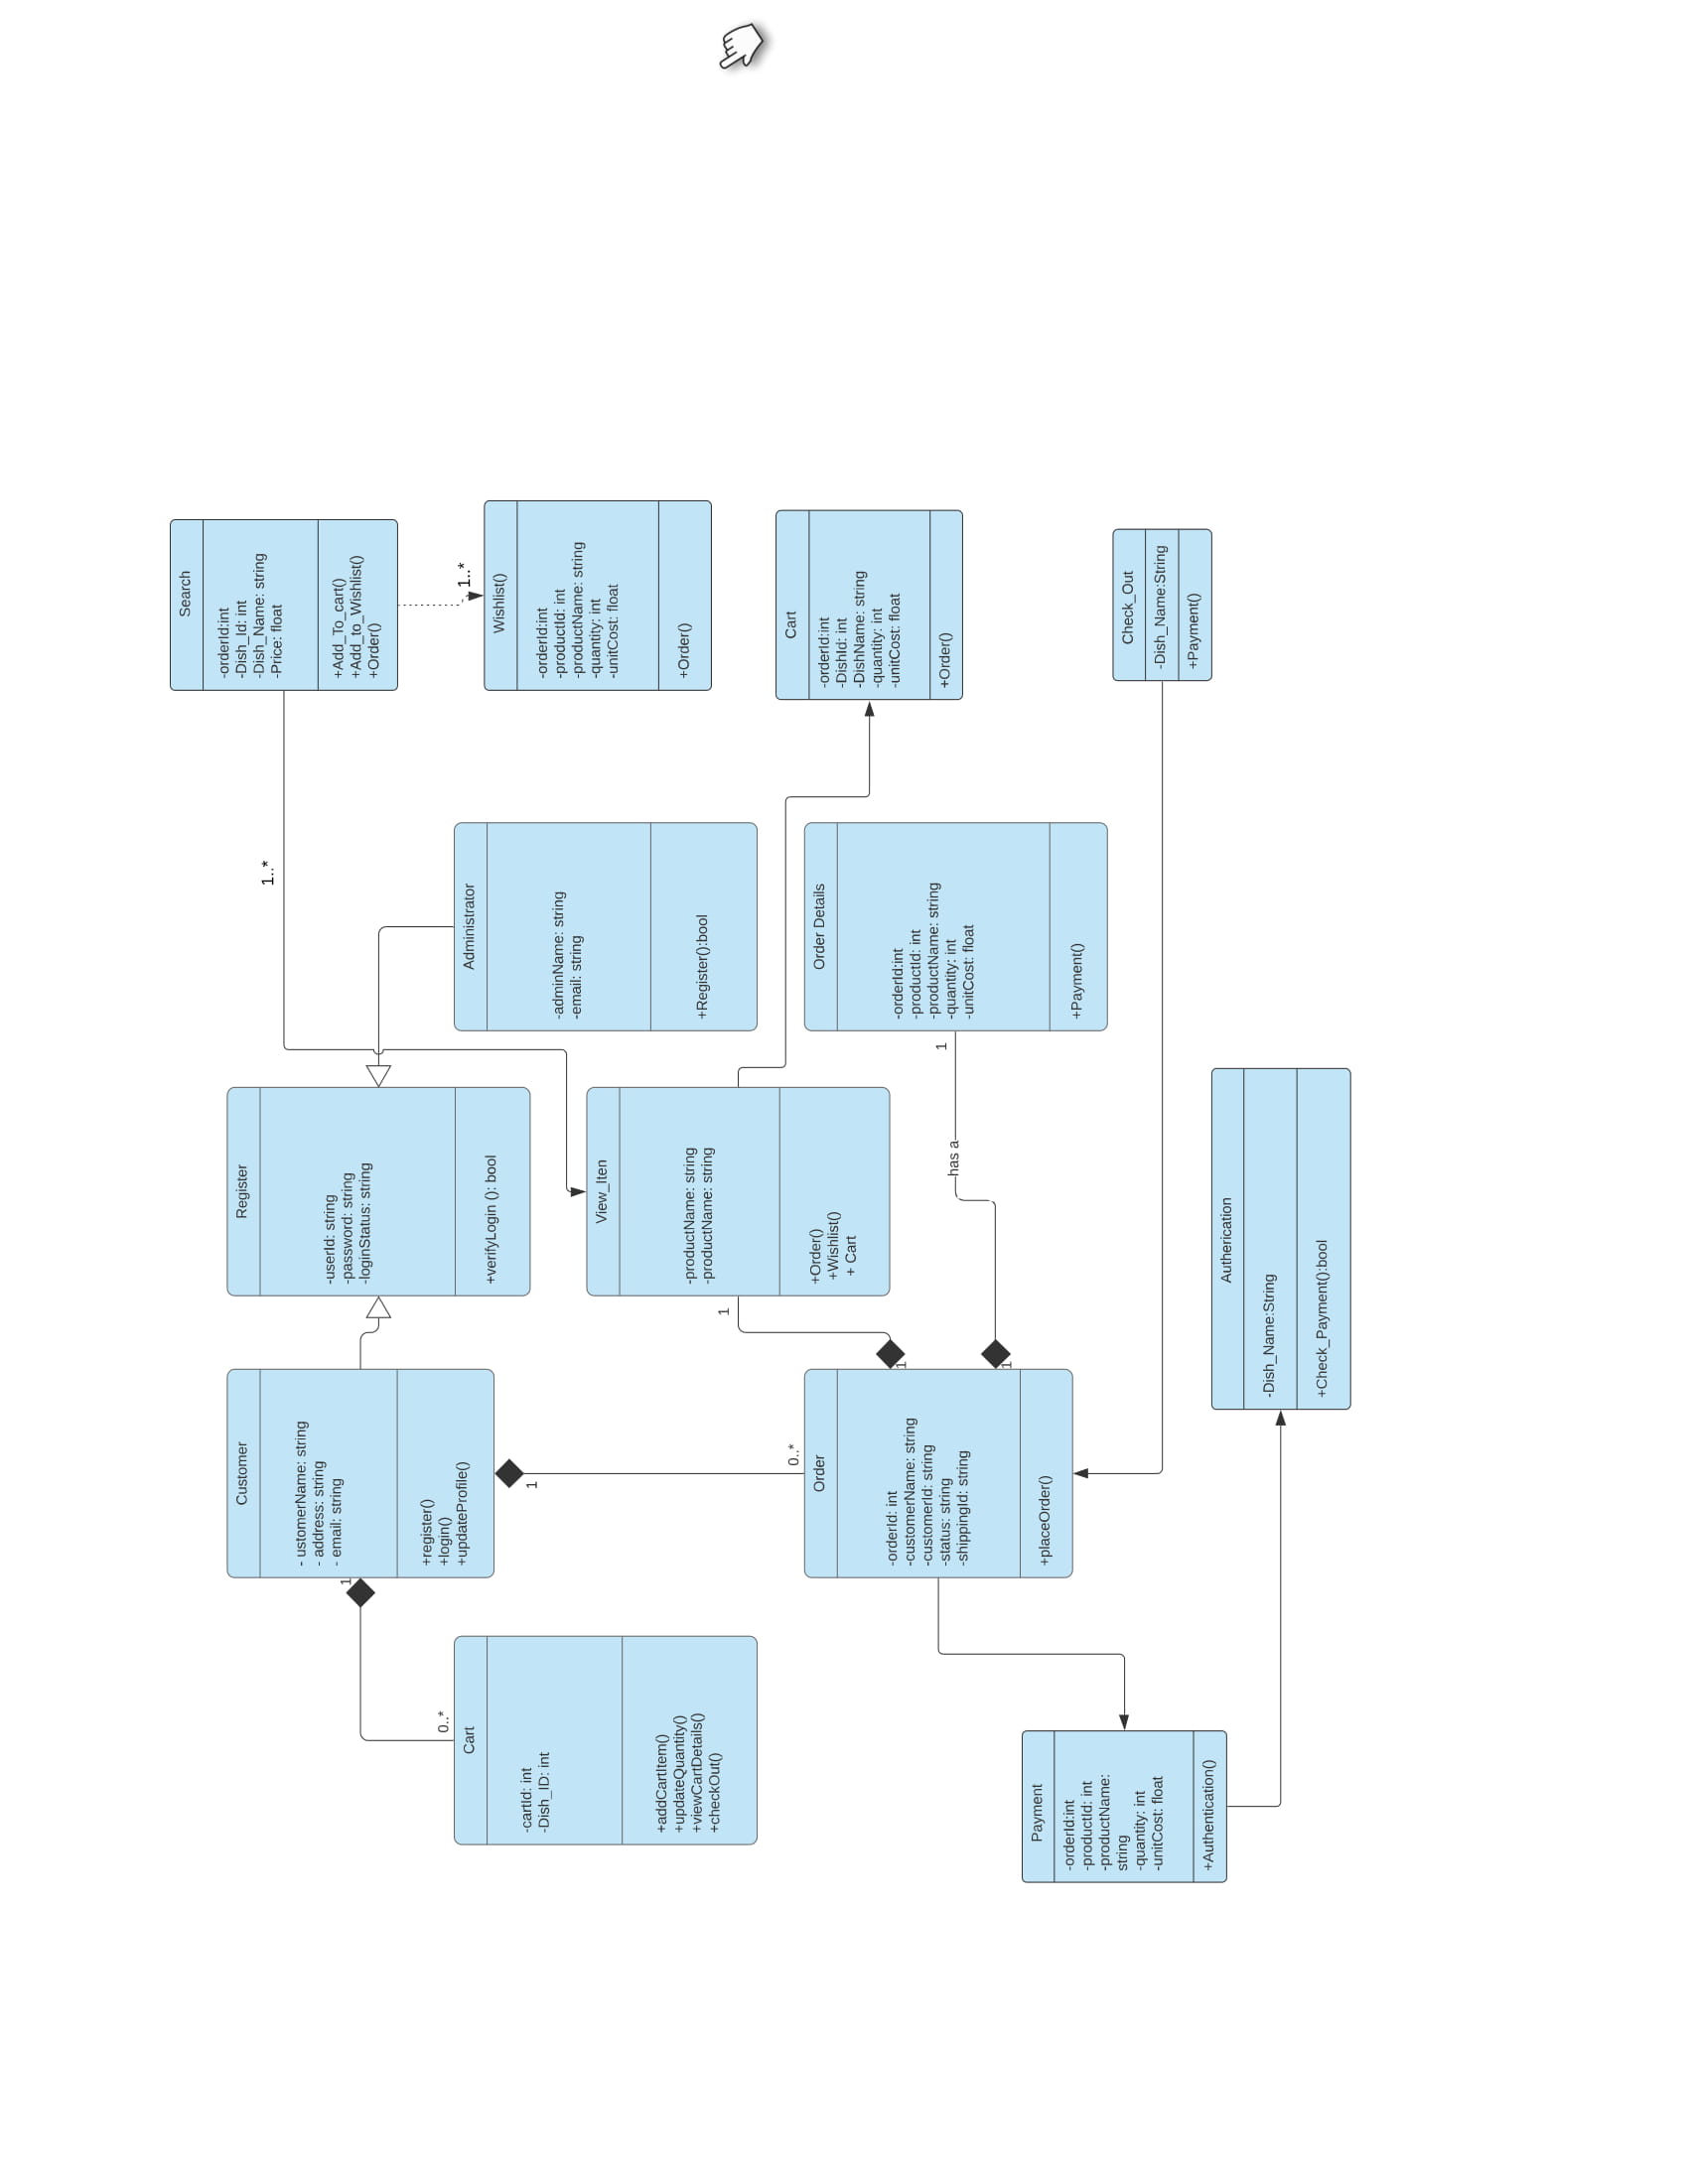 Search
-orderId:int
-Dish_Id: int
-Dish_Name: string
-Price: float
+Add_To_cart()
+Add_to_Wishlist()
+Order()
Customer
- ustomerName: string
- address: string
- email: string
+register()
+login()
+updateProfile()
Register
-userId: string
-password: string
-loginStatus: string
+verifyLogin (): bool
1..*
1
0..*
1..*
Cart
-cartId: int
-Dish_ID: int
+addCartItem()
+updateQuantity()
+viewCartDetails()
+checkOut()
Administrator
-adminName: string
-email: string
+Register():bool
Wishlist()
-orderId:int
-productId: int
-productName: string
-quantity: int
-unitCost: float
+Order()
1
View_Iten
-productName: string
-productName: string
+Order()
+Wishlist()
+ Cart
1
0..*
1
Order
-orderId: int
-customerName: string
-customerId: string
-status: string
-shippingId: string
+placeOrder()
has a
1
1
Order Details
-orderId:int
-productId: int
-productName: string
-quantity: int
-unitCost: float
+Payment()
Cart
-orderId:int
-DishId: int
-DishName: string
-quantity: int
-unitCost: float
+Order()
Payment
-orderId:int
-productId: int
-productName:
string
-quantity: int
-unitCost: float
+Authentication()
Check_Out
-Dish_Name:String
+Payment()
Autherication
-Dish_Name:String
+Check_Payment():bool